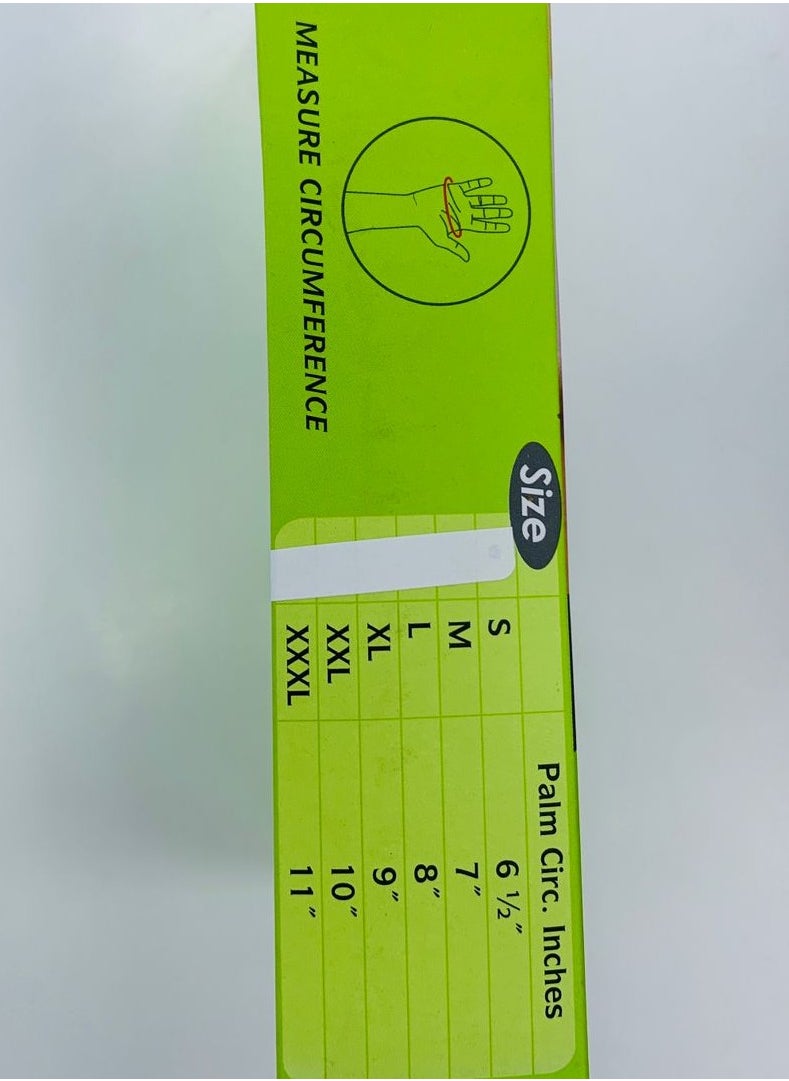 MEASURE CIRCUMFERENCE
Size
Palm Circ. Inches
S 6 ½"
M 7"
L 8"
XL 9"
XXL 10"
XXXL 11"